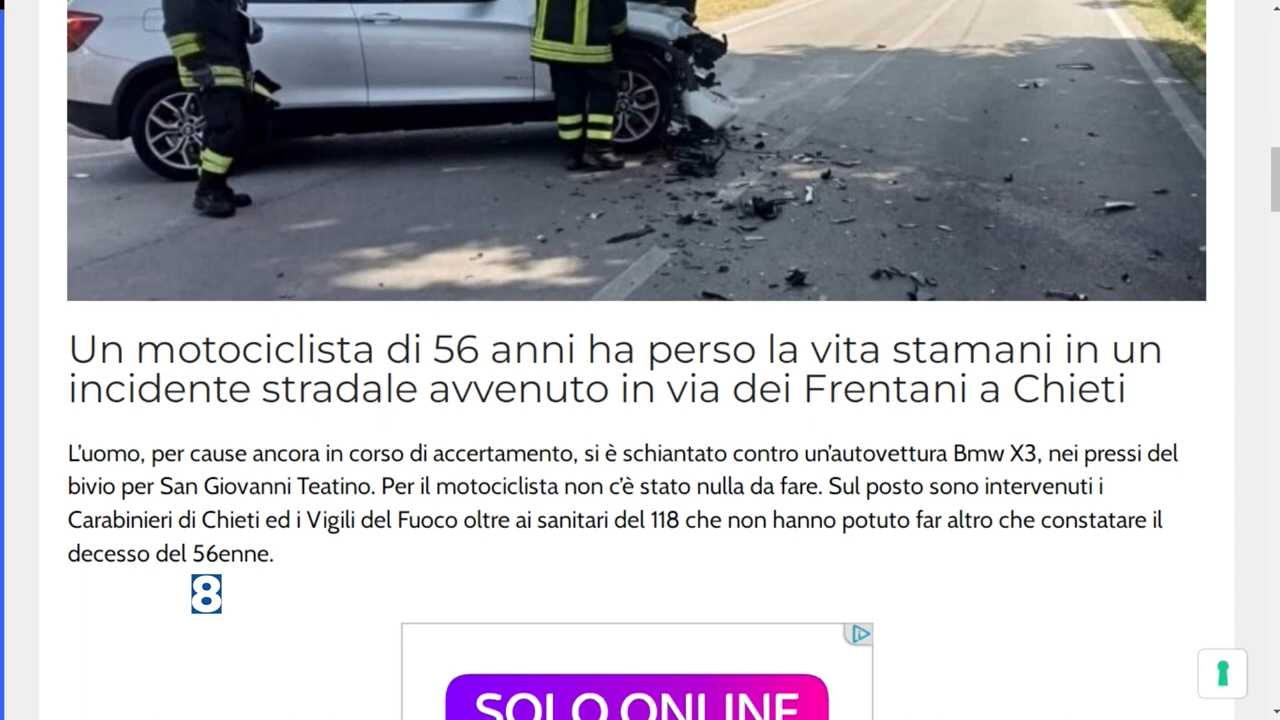 Un motociclista di 56 anni ha perso la vita stamani in un
incidente stradale avvenuto in via dei Frentani a Chieti
L'uomo, per cause ancora in corso di accertamento, si è schiantato contro un'autovettura Bmw X3, nei pressi del
bivio per San Giovanni Teatino. Per il motociclista non c'è stato nulla da fare. Sul posto sono intervenuti i
Carabinieri di Chieti ed i Vigili del Fuoco oltre ai sanitari del 118 che non hanno potuto far altro che constatare il
decesso del 56enne.
8
SOLO ONLINE